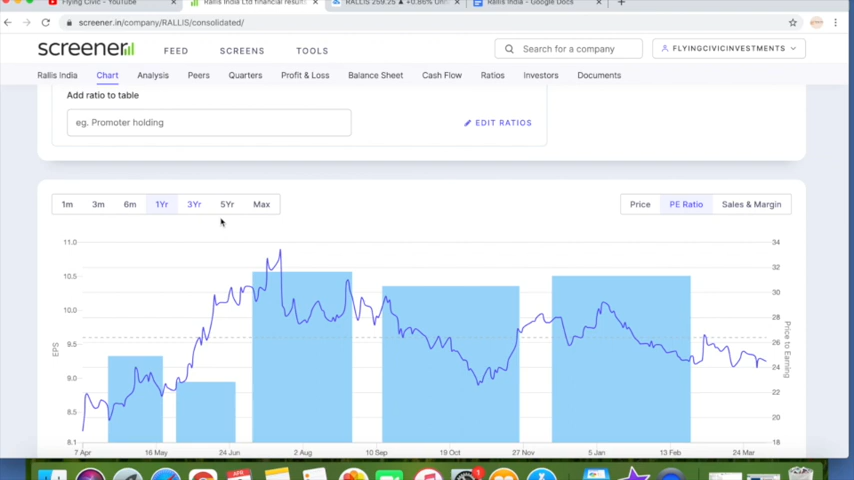 Flying Civic - YouTube
Rallis India Ltd financial results
RALLIS 259.25 ▲ +0.86%
Rallis India - Google Docs
screener.in/company/RALLIS/consolidated/
screener
FEED
SCREENS
TOOLS
Search for a company
FLYINGCIVICINVESTMENTS
Rallis India
Chart
Analysis
Peers
Quarters
Profit & Loss
Balance Sheet
Cash Flow
Ratios
Investors
Documents
Add ratio to table
eg. Promoter holding
EDIT RATIOS
1m
3m
6m
1Yr
3Yr
5Yr
Max
Price
PE Ratio
Sales & Margin
11.0
10.5
10.0
9.5
9.0
8.5
8.1
EPS
34
32
30
28
26
24
22
20
18
Price to Earning
7 Apr
16 May
24 Jun
2 Aug
10 Sep
19 Oct
27 Nov
5 Jan
13 Feb
24 Mar
APR
1